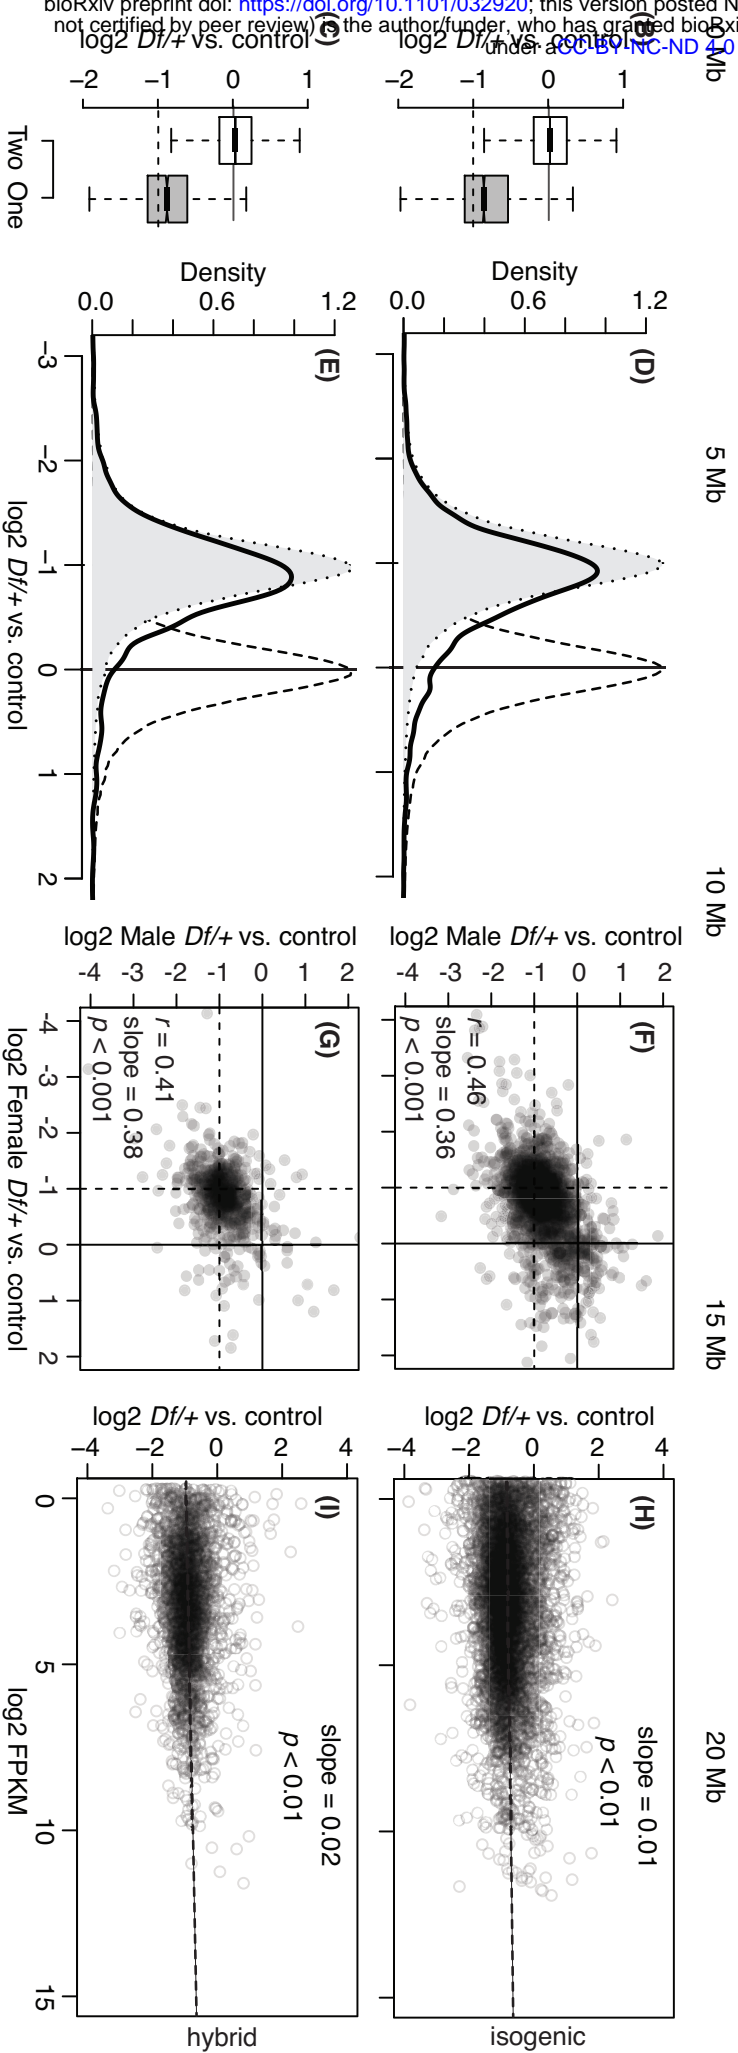 bioRxiv preprint doi: https://doi.org/10.1101/032920; this version posted N
not certified by peer review) is the author/funder, who has granted bioRxi
under aCC-BY-NC-ND 4.0
0 Mb
5 Mb
10 Mb
15 Mb
20 Mb
(B)
log2 Df/+ vs. control
−2 −1 0 1
(D)
Density
0.0 0.6 1.2
(F)
log2 Male Df/+ vs. control
-4 -3 -2 -1 0 1 2
r = 0.46
slope = 0.36
p < 0.001
(H)
log2 Df/+ vs. control
−4 −2 0 2 4
slope = 0.01
p < 0.01
isogenic
(C)
log2 Df/+ vs. control
−2 −1 0 1
Two One
(E)
Density
0.0 0.6 1.2
−3 −2 −1 0 1 2
log2 Df/+ vs. control
(G)
log2 Male Df/+ vs. control
-4 -3 -2 -1 0 1 2
r = 0.41
slope = 0.38
p < 0.001
-4 -3 -2 -1 0 1 2
log2 Female Df/+ vs. control
(I)
log2 Df/+ vs. control
−4 −2 0 2 4
slope = 0.02
p < 0.01
0 5 10 15
log2 FPKM
hybrid